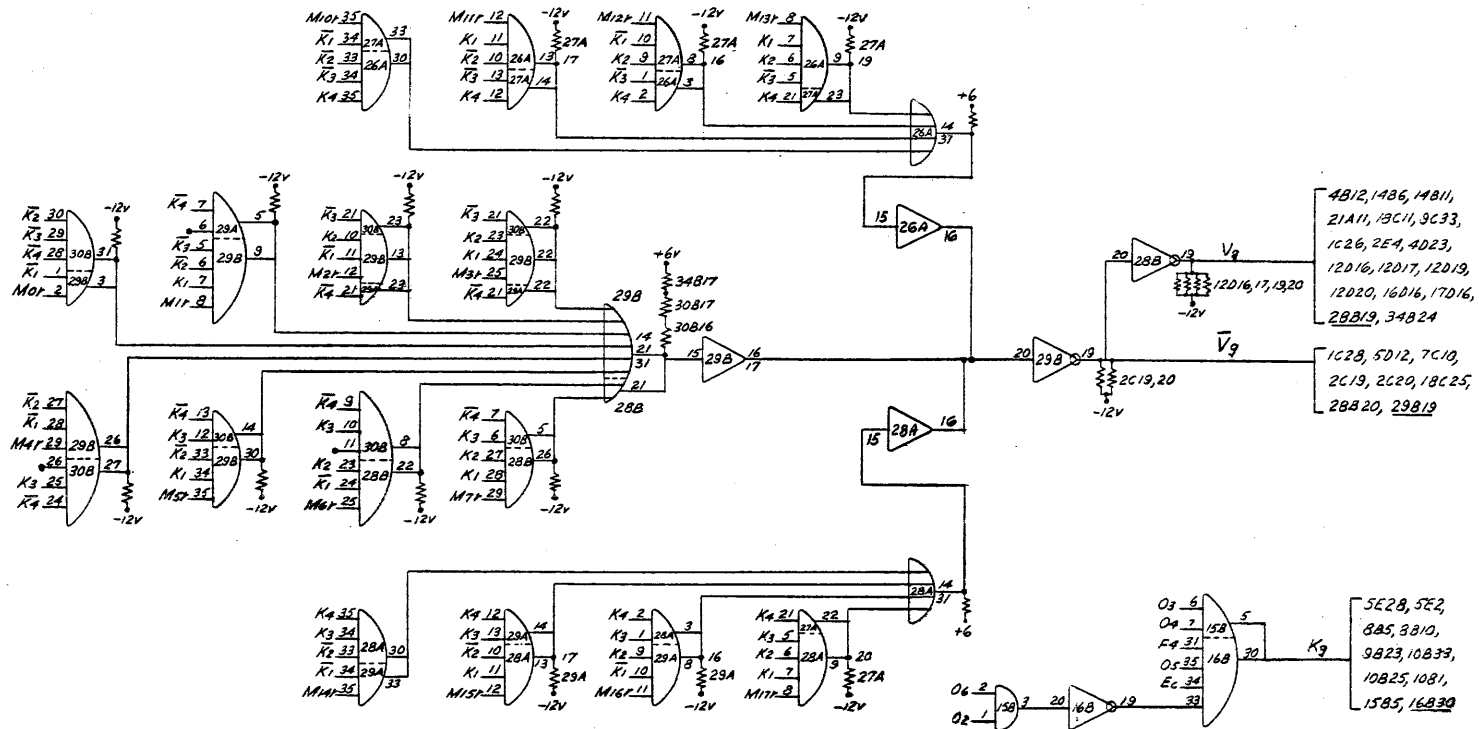 M10r 35
K̅1 34
K̅2 33
K̅3 34
K4 35
27A
26A
33
30
M11r 12
K1 11
K̅2 10
K̅3 13
K4 12
26A
27A
13
14
-12v
27A
17
M12r 11
K̅1 10
K2 9
K̅3 1
K4 2
27A
26A
8
3
-12v
27A
16
M13r 8
K1 7
K2 6
K̅3 5
K4 21
26A
27A
9
23
-12v
27A
19
26A
14
31
+6
15
26A
16
K̅2 30
K̅3 29
K̅4 28
K̅1 1
M0r 2
30B
29B
31
3
-12v
K̅4 7
6
K̅3 5
K̅2 6
K1 7
M1r 8
29A
29B
5
9
-12v
K̅3 21
K2 10
K̅1 11
M2r 12
K̅4 21
30B
29B
23
13
23
-12v
K̅3 21
K2 23
K1 24
M3r 25
K̅4 21
30B
29B
22
22
22
-12v
+6v
34B17
30B17
30B16
29B
14
21
31
21
28B
15
29B
16
17
K̅2 27
K̅1 28
M4r 29
26
K3 25
K̅4 24
29B
30B
26
27
-12v
K̅4 13
K3 12
K̅2 33
K1 34
M5r 35
30B
29B
14
30
-12v
K̅4 9
K3 10
11
K2 23
K̅1 24
M6r 25
30B
28B
8
22
-12v
K̅4 7
K3 6
K2 27
K1 28
M7r 29
30B
28B
5
26
-12v
15
28A
16
20
29B
19
2C19,20
-12v
20
28B
19
12D16,17,19,20
-12v
Vg
4B12,14B6,14B11,
21A11,18C11,9C33,
1C26,2E4,4D23,
12D16,12D17,12D19,
12D20,16D16,17D16,
28B19,34B24
V̅g
1C28,5D12,7C10,
2C19,2C20,18C25,
28B20,29B19
K4 35
K3 34
K̅2 33
K̅1 34
M14r 35
28A
29A
30
33
K4 12
K3 13
K̅2 10
K1 11
M15r 12
29A
28A
14
13
17
29A
-12v
K4 2
K3 1
K2 9
K̅1 10
M16r 11
28A
29A
3
8
16
29A
-12v
K4 21
K3 5
K2 6
K1 7
M17r 8
27A
28A
22
9
20
27A
-12v
28A
14
31
+6
O6 2
O2 1
15B
3
20
16B
19
O3 6
O4 7
F4 31
O5 35
Ec 34
33
15B
16B
5
30
Kg
5E28,5E2,
8B5,3B10,
9B23,10B33,
10B25,10B1,
15B5,16B30